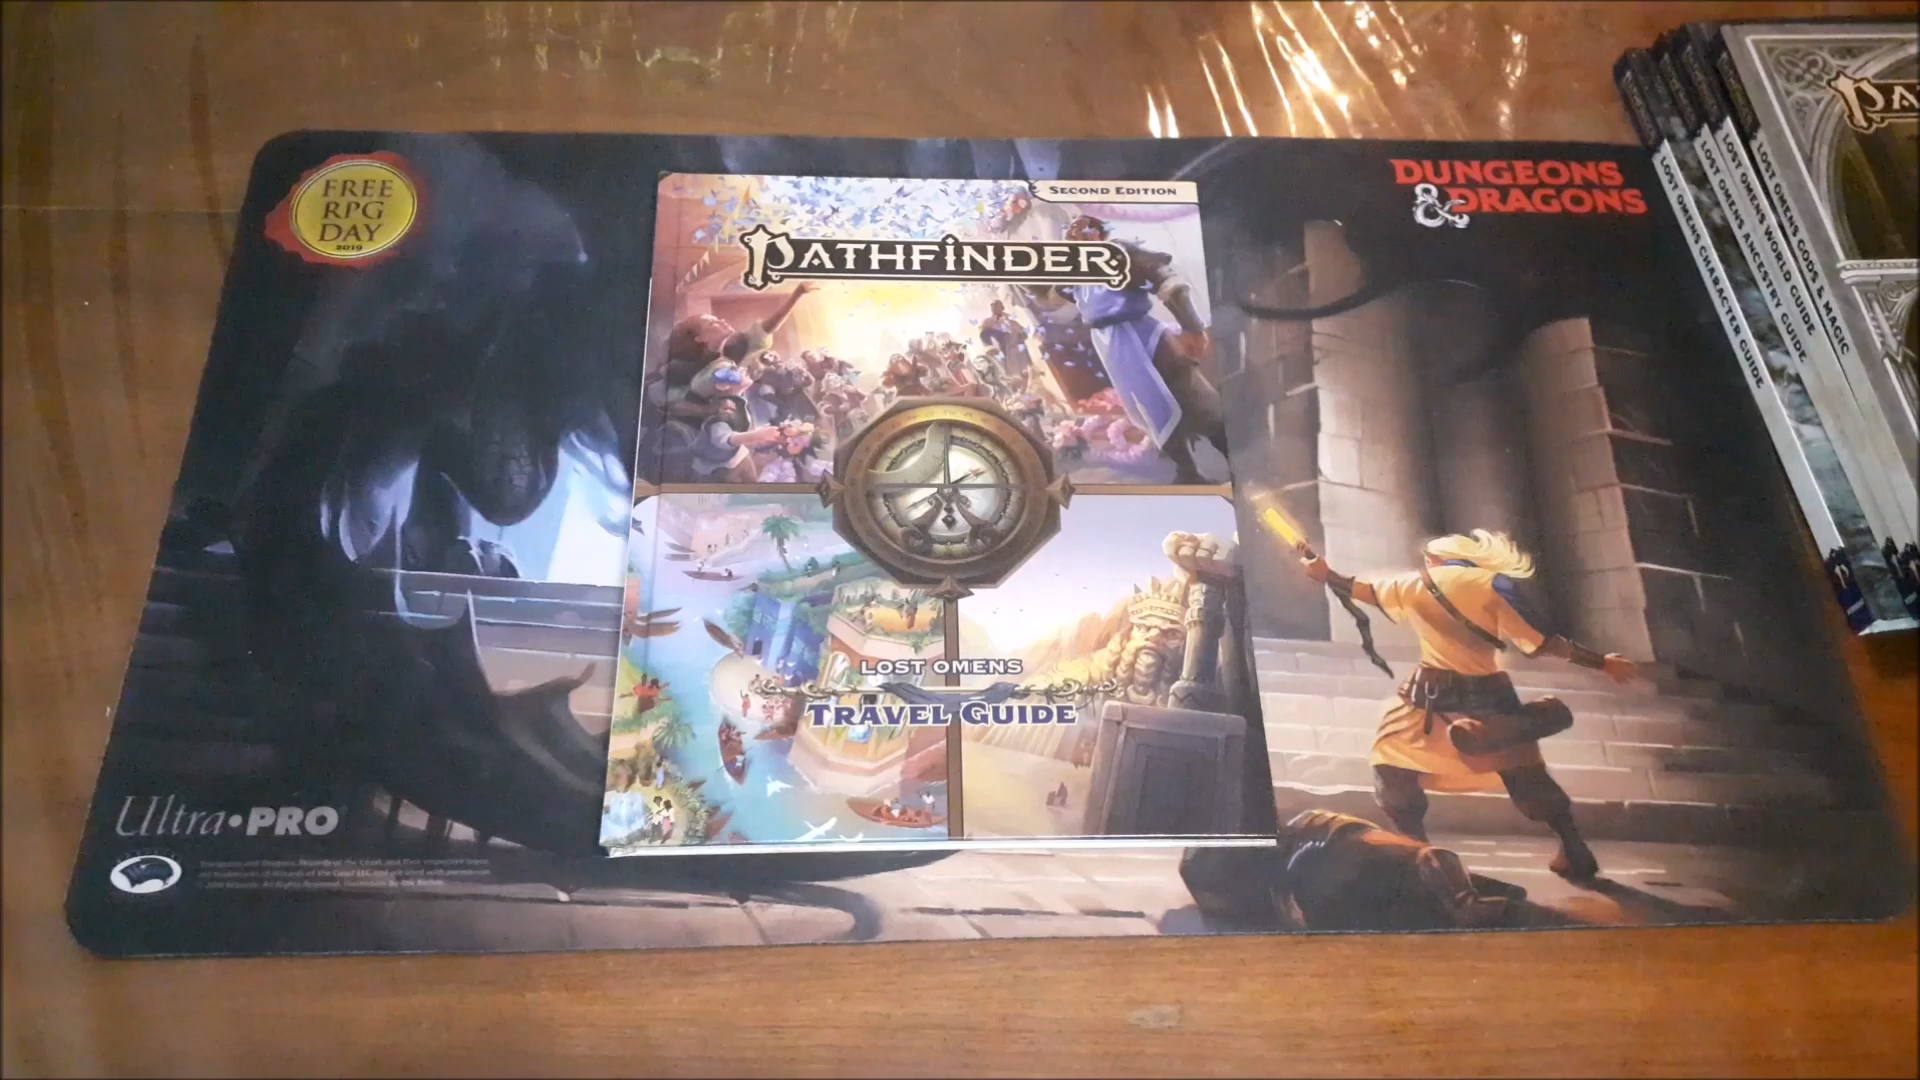 FREE
RPG
DAY
2019
SECOND EDITION
PATHFINDER
LOST OMENS
TRAVEL GUIDE
DUNGEONS
& DRAGONS
LOST OMENS CHARACTER GUIDE
LOST OMENS ANCESTRY GUIDE
LOST OMENS WORLD GUIDE
LOST OMENS GODS & MAGIC
PA
Ultra•PRO